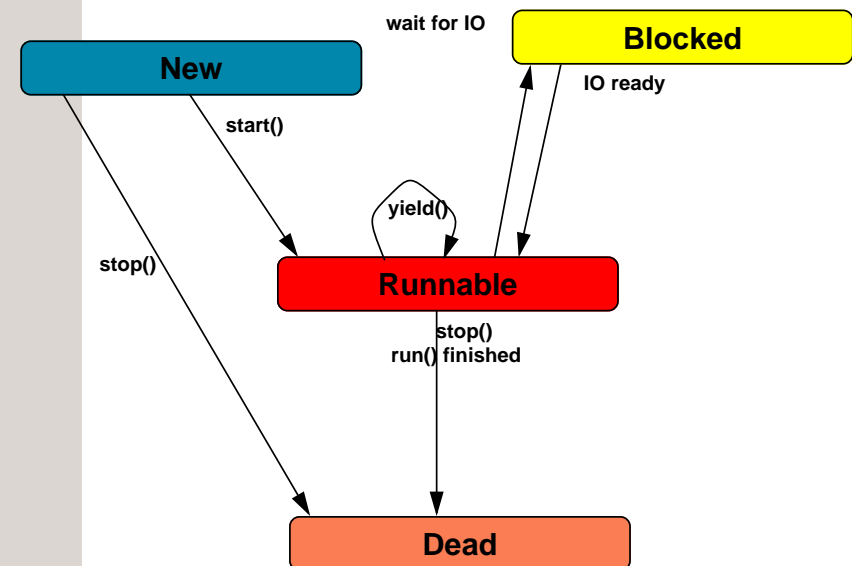 wait for IO
Blocked
New
IO ready
start()
yield()
stop()
Runnable
stop()
run() finished
Dead